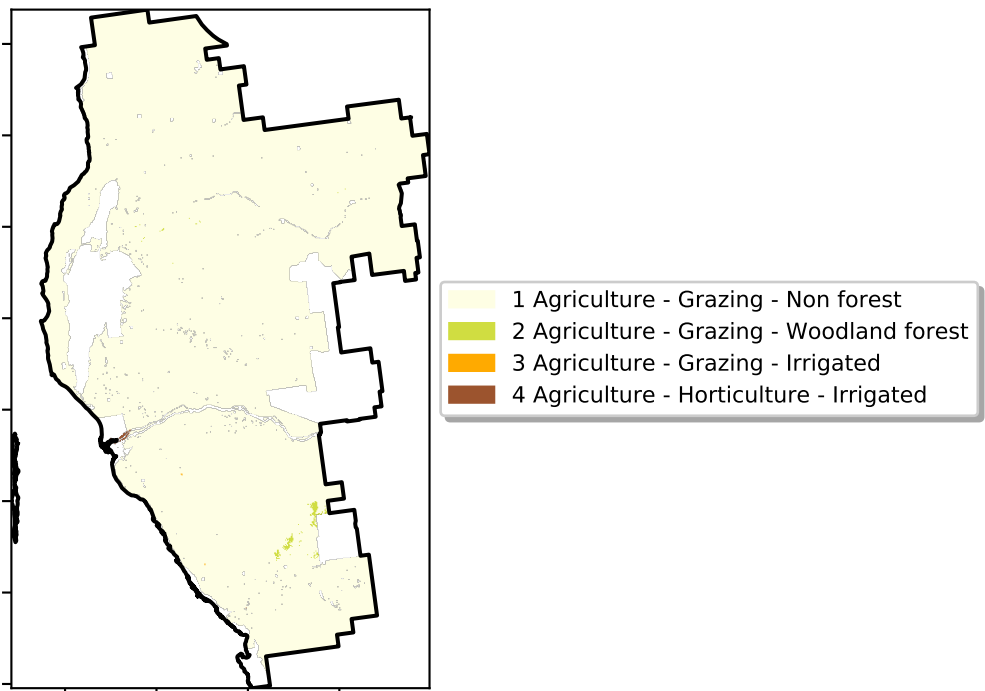 1 Agriculture - Grazing - Non forest
2 Agriculture - Grazing - Woodland forest
3 Agriculture - Grazing - Irrigated
4 Agriculture - Horticulture - Irrigated